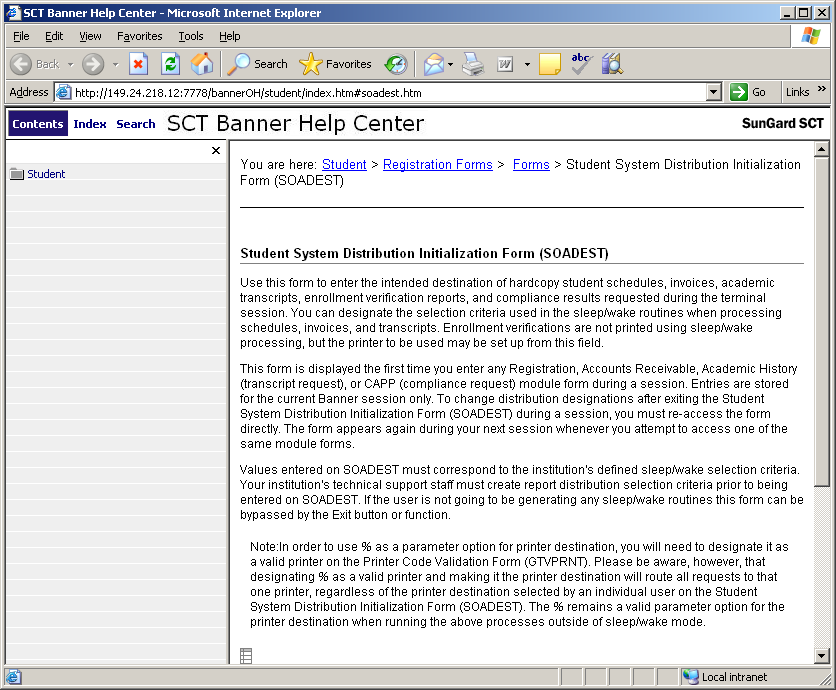 SCT Banner Help Center - Microsoft Internet Explorer
File Edit View Favorites Tools Help
Back Search Favorites W abc
Address http://149.24.218.12:7778/bannerOH/student/index.htm#soadest.htm Go Links »
Contents Index Search SCT Banner Help Center SunGard SCT
Student
You are here: Student > Registration Forms > Forms > Student System Distribution Initialization
Form (SOADEST)
Student System Distribution Initialization Form (SOADEST)
Use this form to enter the intended destination of hardcopy student schedules, invoices, academic
transcripts, enrollment verification reports, and compliance results requested during the terminal
session. You can designate the selection criteria used in the sleep/wake routines when processing
schedules, invoices, and transcripts. Enrollment verifications are not printed using sleep/wake
processing, but the printer to be used may be set up from this field.
This form is displayed the first time you enter any Registration, Accounts Receivable, Academic History
(transcript request), or CAPP (compliance request) module form during a session. Entries are stored
for the current Banner session only. To change distribution designations after exiting the Student
System Distribution Initialization Form (SOADEST) during a session, you must re-access the form
directly. The form appears again during your next session whenever you attempt to access one of the
same module forms.
Values entered on SOADEST must correspond to the institution's defined sleep/wake selection criteria.
Your institution's technical support staff must create report distribution selection criteria prior to being
entered on SOADEST. If the user is not going to be generating any sleep/wake routines this form can be
bypassed by the Exit button or function.
Note:In order to use % as a parameter option for printer destination, you will need to designate it as
a valid printer on the Printer Code Validation Form (GTVPRNT). Please be aware, however, that
designating % as a valid printer and making it the printer destination will route all requests to that
one printer, regardless of the printer destination selected by an individual user on the Student
System Distribution Initialization Form (SOADEST). The % remains a valid parameter option for the
printer destination when running the above processes outside of sleep/wake mode.
Local intranet